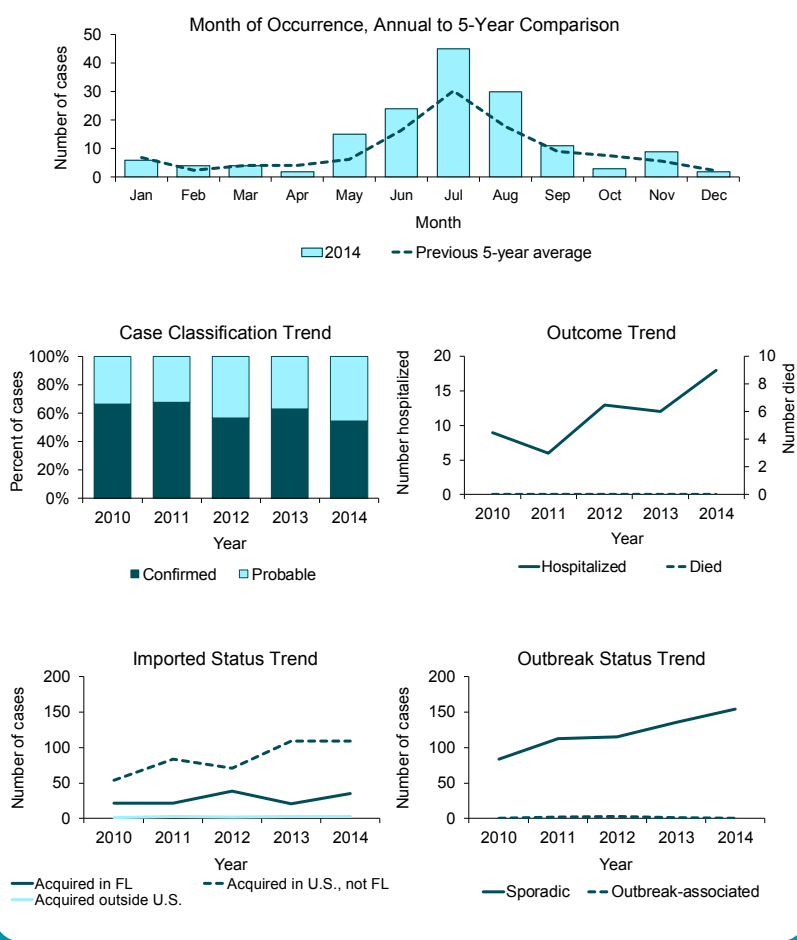 Month of Occurrence, Annual to 5-Year Comparison
Number of cases
50
40
30
20
10
0
Jan Feb Mar Apr May Jun Jul Aug Sep Oct Nov Dec
Month
2014 Previous 5-year average
Case Classification Trend
Percent of cases
100%
80%
60%
40%
20%
0%
2010 2011 2012 2013 2014
Year
Confirmed Probable
Outcome Trend
Number hospitalized
20
15
10
5
0
Number died
10
8
6
4
2
0
2010 2011 2012 2013 2014
Year
Hospitalized Died
Imported Status Trend
Number of cases
200
150
100
50
0
2010 2011 2012 2013 2014
Year
Acquired in FL Acquired in U.S., not FL
Acquired outside U.S.
Outbreak Status Trend
Number of cases
200
150
100
50
0
2010 2011 2012 2013 2014
Year
Sporadic Outbreak-associated